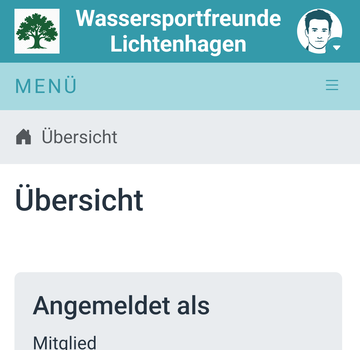 Wassersportfreunde
Lichtenhagen
MENÜ
Übersicht
Übersicht
Angemeldet als
Mitglied